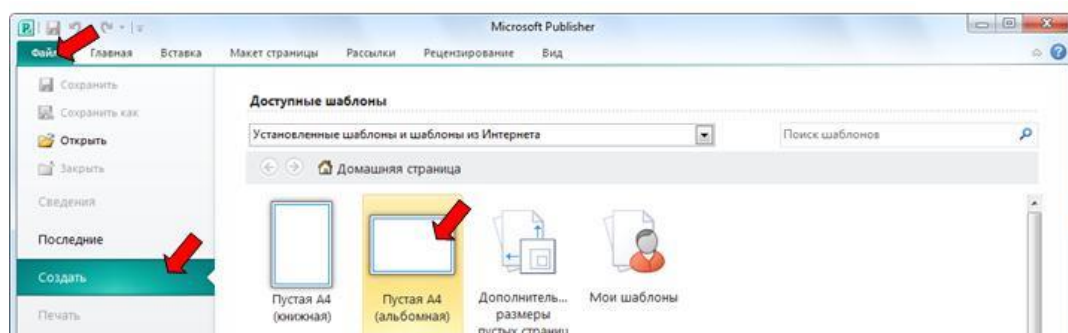 Microsoft Publisher
Файл Главная Вставка Макет страницы Рассылки Рецензирование Вид
Сохранить
Сохранить как
Открыть
Закрыть
Сведения
Последние
Создать
Печать
Доступные шаблоны
Установленные шаблоны и шаблоны из Интернета
Поиск шаблонов
Домашняя страница
Пустая A4
(книжная)
Пустая A4
(альбомная)
Дополнитель...
размеры
пустых страниц
Мои шаблоны